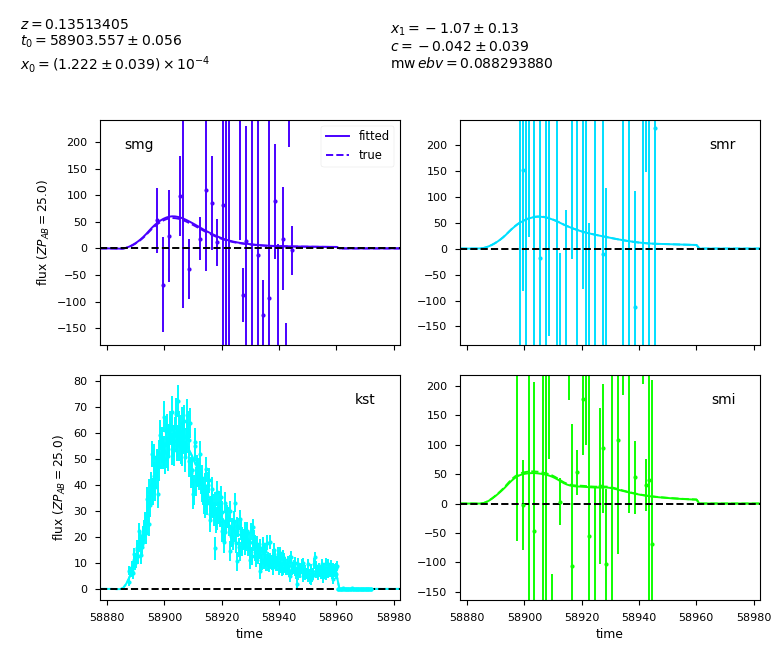 z = 0.13513405
t₀ = 58903.557 ± 0.056
x₀ = (1.222 ± 0.039) × 10⁻⁴
x₁ = −1.07 ± 0.13
c = −0.042 ± 0.039
mw ebv = 0.088293880
smg
fitted
true
200
150
100
50
0
−50
−100
−150
flux (ZP_AB = 25.0)
smr
200
150
100
50
0
−50
−100
−150
kst
80
70
60
50
40
30
20
10
0
flux (ZP_AB = 25.0)
58880 58900 58920 58940 58960 58980
time
smi
200
150
100
50
0
−50
−100
−150
58880 58900 58920 58940 58960 58980
time